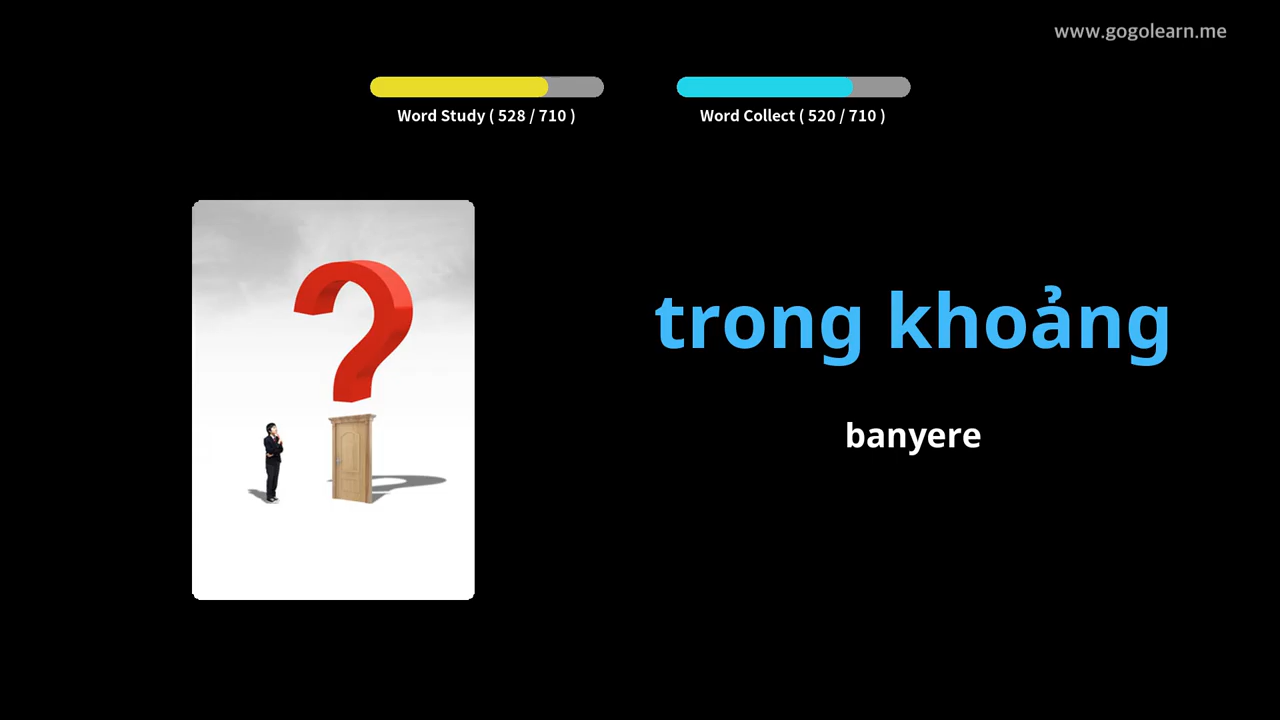 www.gogolearn.me
Word Study ( 528 / 710 )
Word Collect ( 520 / 710 )
trong khoảng
banyere